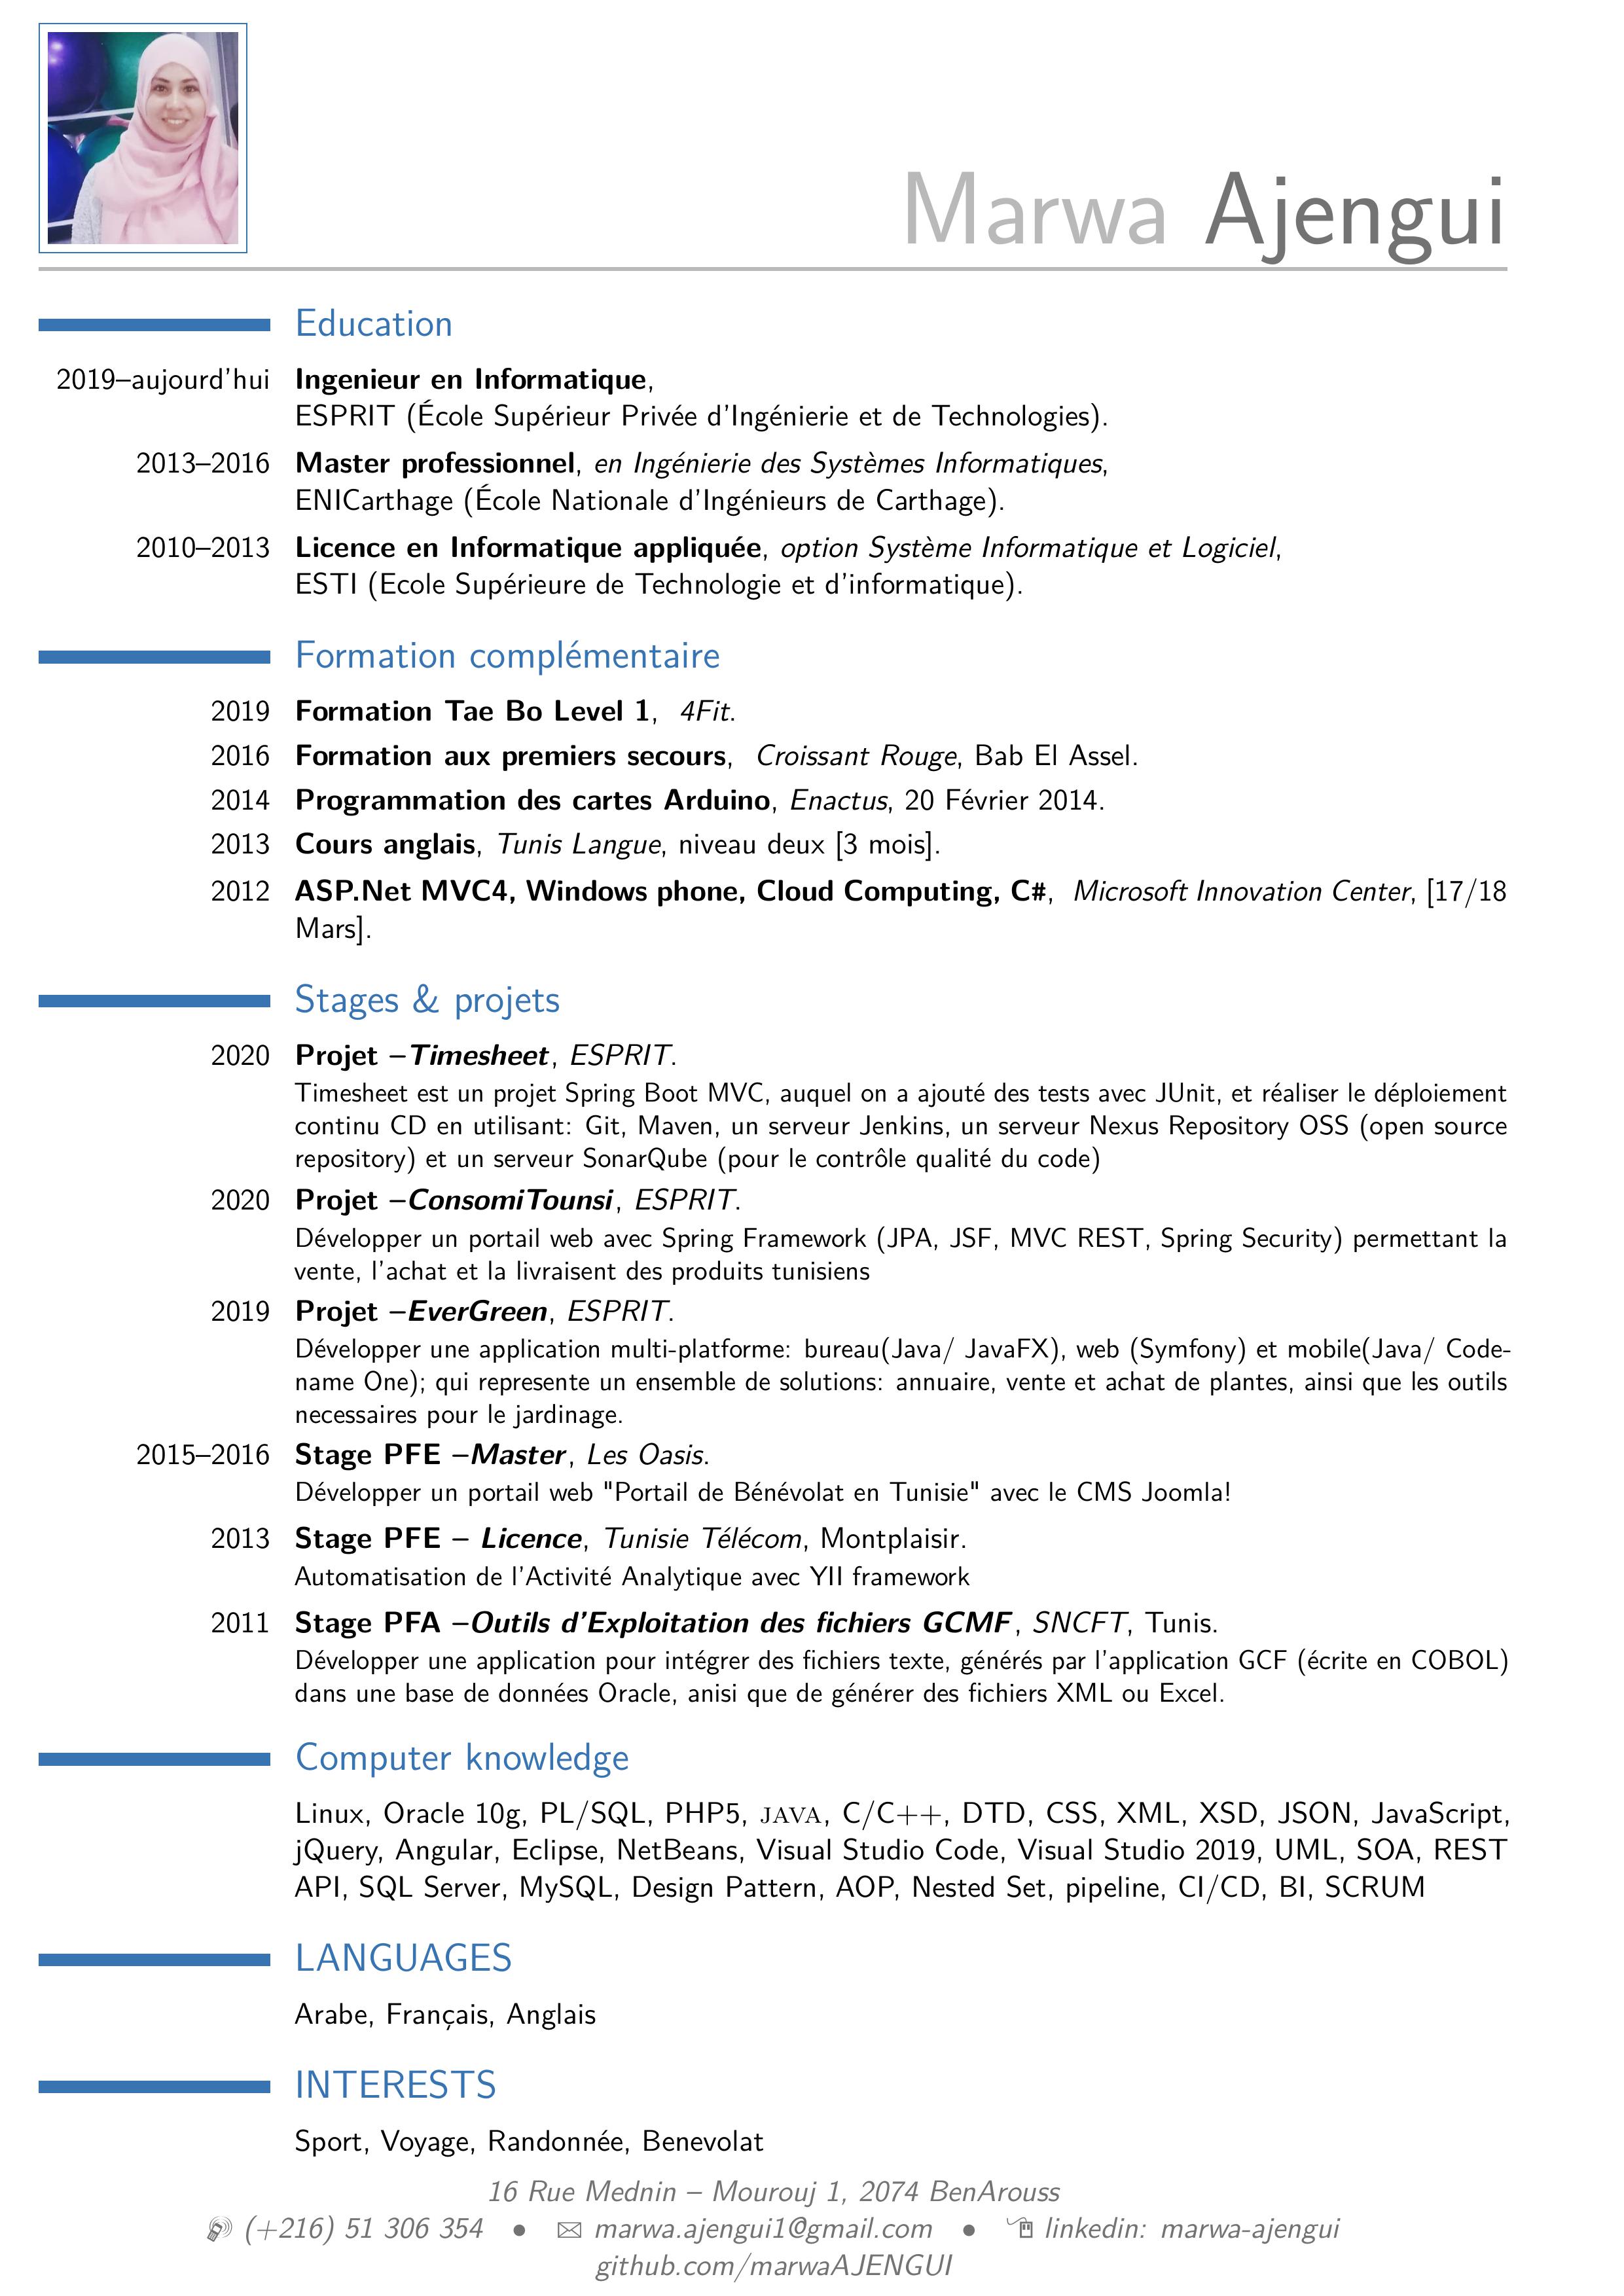 Marwa Ajengui
Education
2019–aujourd'hui Ingenieur en Informatique,
ESPRIT (École Supérieur Privée d'Ingénierie et de Technologies).
2013–2016 Master professionnel, en Ingénierie des Systèmes Informatiques,
ENICarthage (École Nationale d'Ingénieurs de Carthage).
2010–2013 Licence en Informatique appliquée, option Système Informatique et Logiciel,
ESTI (Ecole Supérieure de Technologie et d'informatique).
Formation complémentaire
2019 Formation Tae Bo Level 1, 4Fit.
2016 Formation aux premiers secours, Croissant Rouge, Bab El Assel.
2014 Programmation des cartes Arduino, Enactus, 20 Février 2014.
2013 Cours anglais, Tunis Langue, niveau deux [3 mois].
2012 ASP.Net MVC4, Windows phone, Cloud Computing, C#, Microsoft Innovation Center, [17/18
Mars].
Stages & projets
2020 Projet –Timesheet, ESPRIT.
Timesheet est un projet Spring Boot MVC, auquel on a ajouté des tests avec JUnit, et réaliser le déploiement
continu CD en utilisant: Git, Maven, un serveur Jenkins, un serveur Nexus Repository OSS (open source
repository) et un serveur SonarQube (pour le contrôle qualité du code)
2020 Projet –ConsomiTounsi, ESPRIT.
Développer un portail web avec Spring Framework (JPA, JSF, MVC REST, Spring Security) permettant la
vente, l'achat et la livraisent des produits tunisiens
2019 Projet –EverGreen, ESPRIT.
Développer une application multi-platforme: bureau(Java/ JavaFX), web (Symfony) et mobile(Java/ Code-
name One); qui represente un ensemble de solutions: annuaire, vente et achat de plantes, ainsi que les outils
necessaires pour le jardinage.
2015–2016 Stage PFE –Master, Les Oasis.
Développer un portail web "Portail de Bénévolat en Tunisie" avec le CMS Joomla!
2013 Stage PFE – Licence, Tunisie Télécom, Montplaisir.
Automatisation de l'Activité Analytique avec YII framework
2011 Stage PFA –Outils d'Exploitation des fichiers GCMF, SNCFT, Tunis.
Développer une application pour intégrer des fichiers texte, générés par l'application GCF (écrite en COBOL)
dans une base de données Oracle, anisi que de générer des fichiers XML ou Excel.
Computer knowledge
Linux, Oracle 10g, PL/SQL, PHP5, JAVA, C/C++, DTD, CSS, XML, XSD, JSON, JavaScript,
jQuery, Angular, Eclipse, NetBeans, Visual Studio Code, Visual Studio 2019, UML, SOA, REST
API, SQL Server, MySQL, Design Pattern, AOP, Nested Set, pipeline, CI/CD, BI, SCRUM
LANGUAGES
Arabe, Français, Anglais
INTERESTS
Sport, Voyage, Randonnée, Benevolat
16 Rue Mednin – Mourouj 1, 2074 BenArouss
(+216) 51 306 354 • marwa.ajengui1@gmail.com • linkedin: marwa-ajengui
github.com/marwaAJENGUI